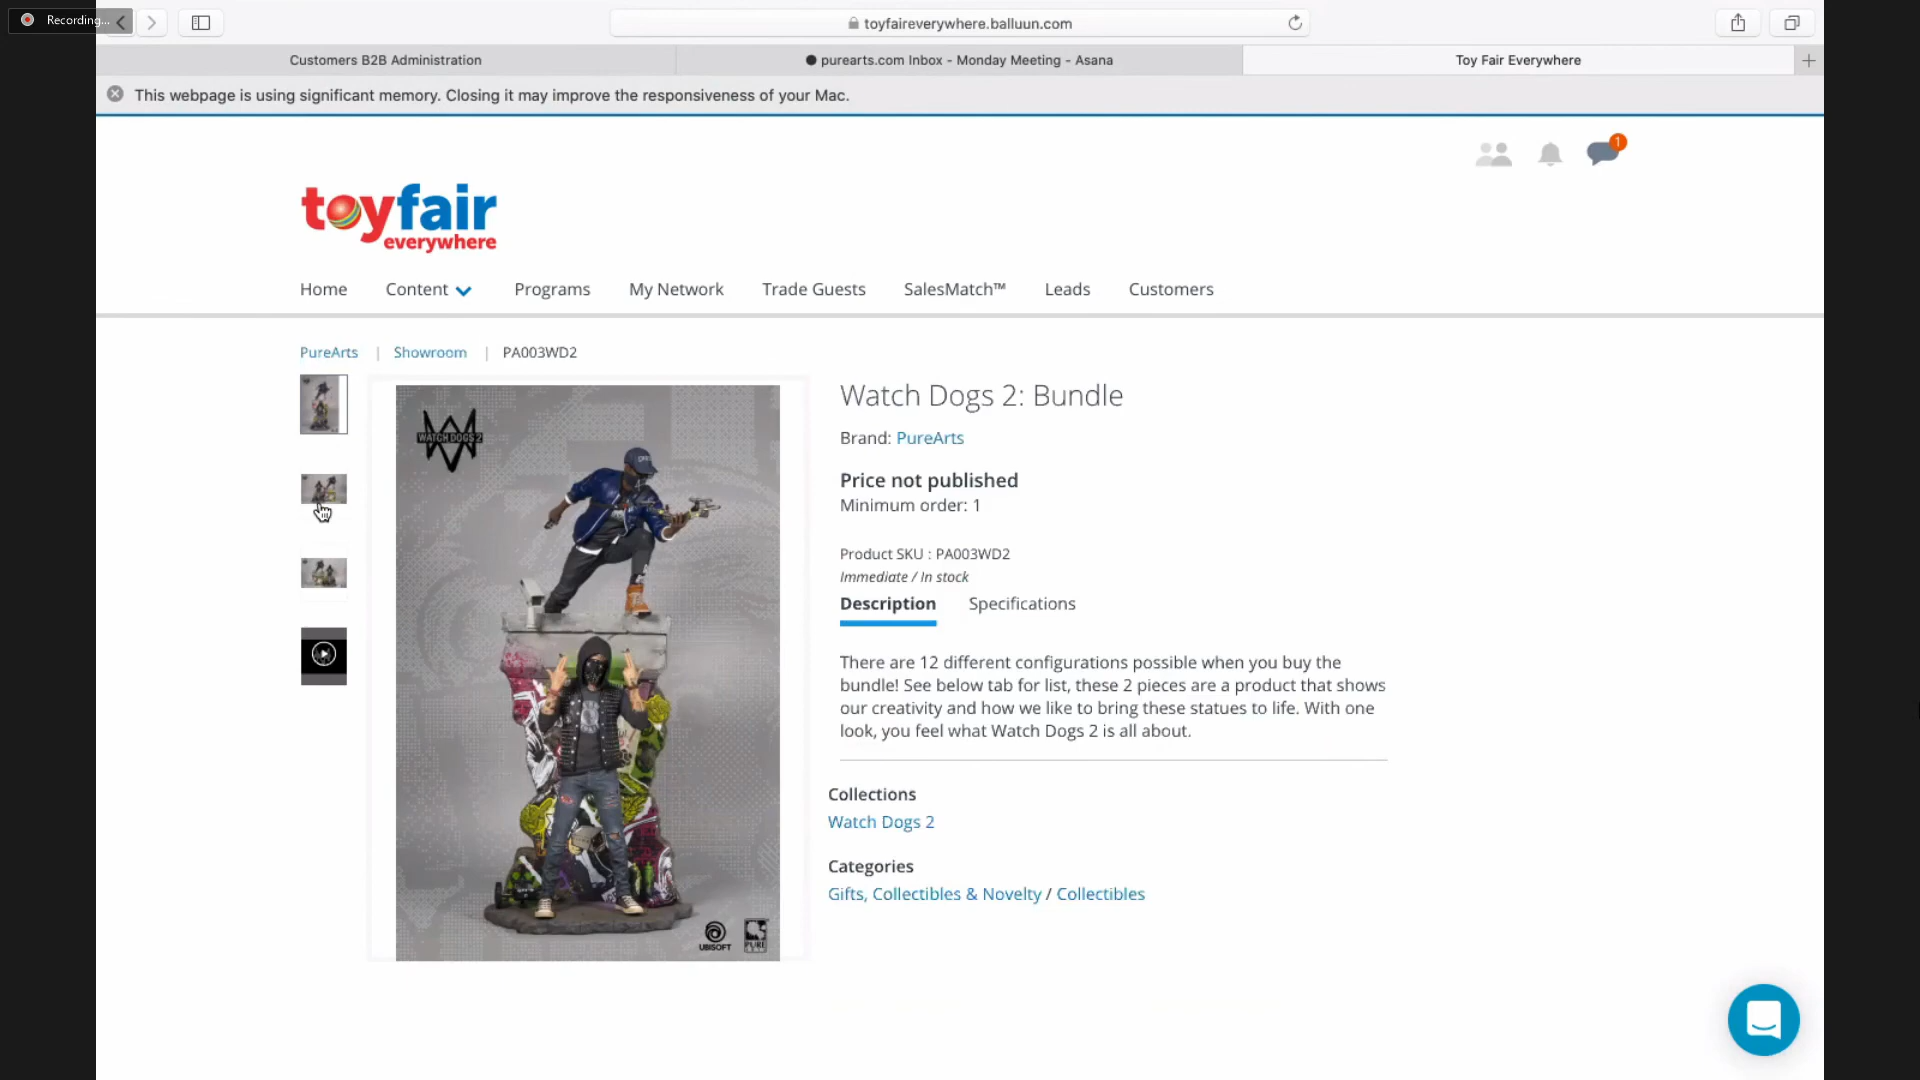 Recording...
toyfaireverywhere.balluun.com
Customers B2B Administration
purearts.com Inbox - Monday Meeting - Asana
Toy Fair Everywhere
This webpage is using significant memory. Closing it may improve the responsiveness of your Mac.
1
toyfair
everywhere
Home
Content
Programs
My Network
Trade Guests
SalesMatch™
Leads
Customers
PureArts | Showroom | PA003WD2
WATCH DOGS 2
UBISOFT
PURE
Watch Dogs 2: Bundle
Brand: PureArts
Price not published
Minimum order: 1
Product SKU : PA003WD2
Immediate / In stock
Description
Specifications
There are 12 different configurations possible when you buy the
bundle! See below tab for list, these 2 pieces are a product that shows
our creativity and how we like to bring these statues to life. With one
look, you feel what Watch Dogs 2 is all about.
Collections
Watch Dogs 2
Categories
Gifts, Collectibles & Novelty / Collectibles